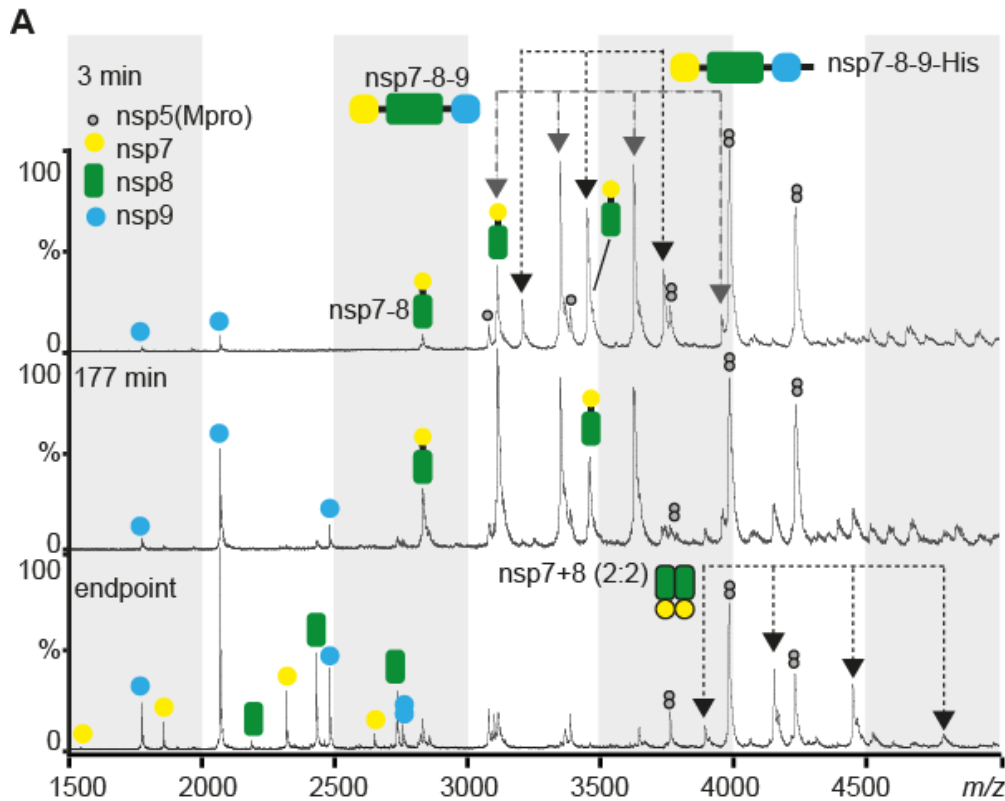 A
3 min
nsp5(Mpro)
nsp7
nsp8
nsp9
nsp7-8-9
nsp7-8-9-His
nsp7-8
100
%
0
177 min
100
%
0
endpoint
nsp7+8 (2:2)
100
%
0
1500 2000 2500 3000 3500 4000 4500 m/z